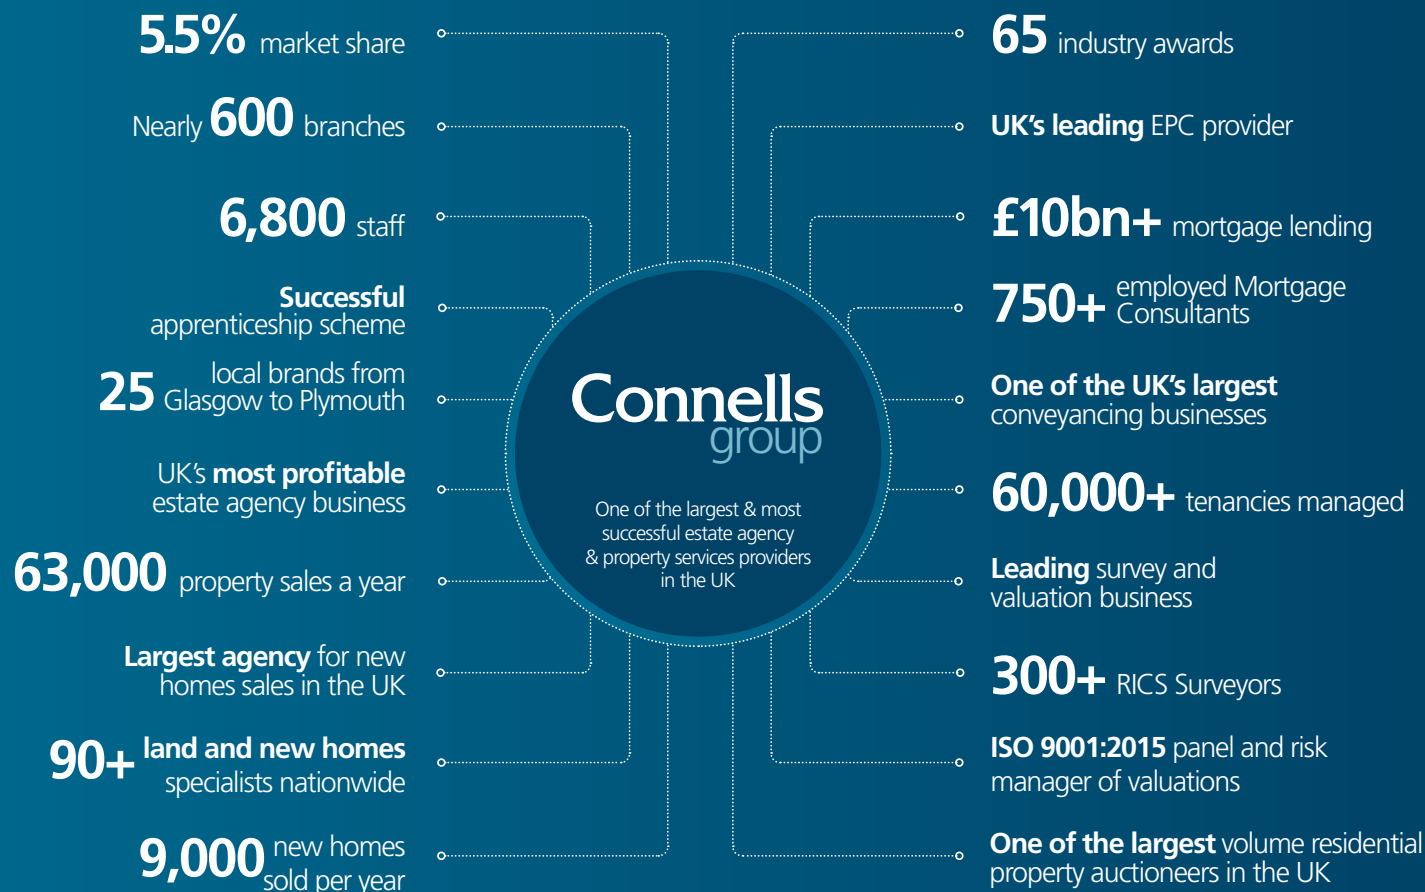 5.5% market share
Nearly 600 branches
6,800 staff
Successful
apprenticeship scheme
25 local brands from
Glasgow to Plymouth
UK's most profitable
estate agency business
63,000 property sales a year
Largest agency for new
homes sales in the UK
90+ land and new homes
specialists nationwide
9,000 new homes
sold per year
Connells
group
One of the largest & most
successful estate agency
& property services providers
in the UK
65 industry awards
UK's leading EPC provider
£10bn+ mortgage lending
750+ employed Mortgage
Consultants
One of the UK's largest
conveyancing businesses
60,000+ tenancies managed
Leading survey and
valuation business
300+ RICS Surveyors
ISO 9001:2015 panel and risk
manager of valuations
One of the largest volume residential
property auctioneers in the UK